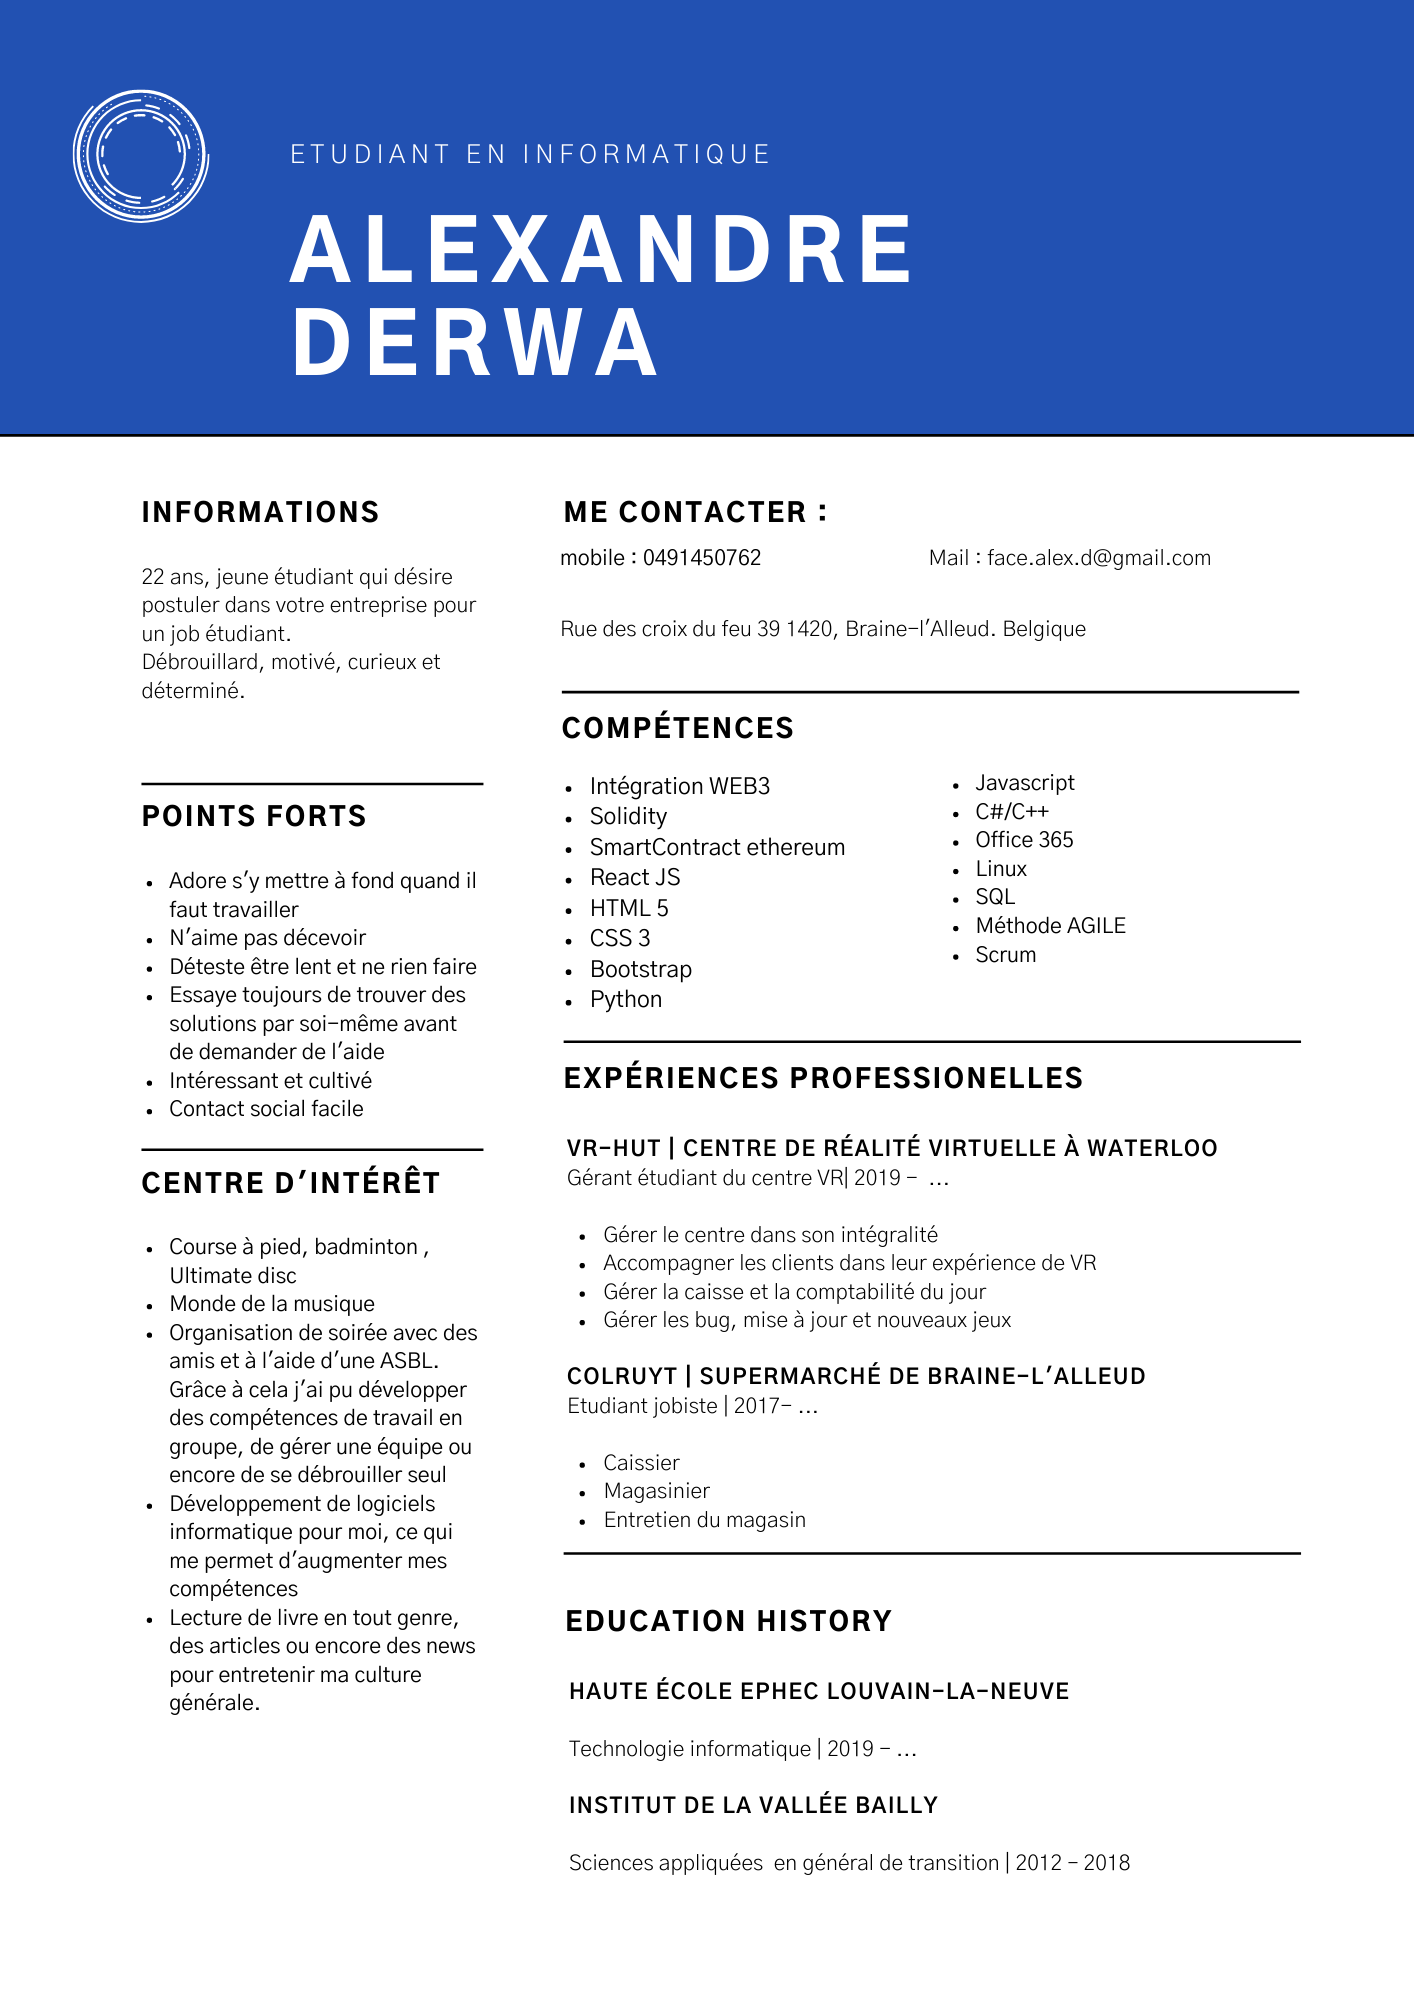 ETUDIANT EN INFORMATIQUE
ALEXANDRE
DERWA
INFORMATIONS
22 ans, jeune étudiant qui désire
postuler dans votre entreprise pour
un job étudiant.
Débrouillard, motivé, curieux et
déterminé.
POINTS FORTS
• Adore s'y mettre à fond quand il
faut travailler
• N'aime pas décevoir
• Déteste être lent et ne rien faire
• Essaye toujours de trouver des
solutions par soi-même avant
de demander de l'aide
• Intéressant et cultivé
• Contact social facile
CENTRE D'INTÉRÊT
• Course à pied, badminton ,
Ultimate disc
• Monde de la musique
• Organisation de soirée avec des
amis et à l'aide d'une ASBL.
Grâce à cela j'ai pu développer
des compétences de travail en
groupe, de gérer une équipe ou
encore de se débrouiller seul
• Développement de logiciels
informatique pour moi, ce qui
me permet d'augmenter mes
compétences
• Lecture de livre en tout genre,
des articles ou encore des news
pour entretenir ma culture
générale.
ME CONTACTER :
mobile : 0491450762
Mail : face.alex.d@gmail.com
Rue des croix du feu 39 1420, Braine-l'Alleud. Belgique
COMPÉTENCES
• Intégration WEB3
• Solidity
• SmartContract ethereum
• React JS
• HTML 5
• CSS 3
• Bootstrap
• Python
• Javascript
• C#/C++
• Office 365
• Linux
• SQL
• Méthode AGILE
• Scrum
EXPÉRIENCES PROFESSIONELLES
VR-HUT | CENTRE DE RÉALITÉ VIRTUELLE À WATERLOO
Gérant étudiant du centre VR| 2019 - ...
• Gérer le centre dans son intégralité
• Accompagner les clients dans leur expérience de VR
• Gérer la caisse et la comptabilité du jour
• Gérer les bug, mise à jour et nouveaux jeux
COLRUYT | SUPERMARCHÉ DE BRAINE-L'ALLEUD
Etudiant jobiste | 2017- ...
• Caissier
• Magasinier
• Entretien du magasin
EDUCATION HISTORY
HAUTE ÉCOLE EPHEC LOUVAIN-LA-NEUVE
Technologie informatique | 2019 - ...
INSTITUT DE LA VALLÉE BAILLY
Sciences appliquées en général de transition | 2012 - 2018